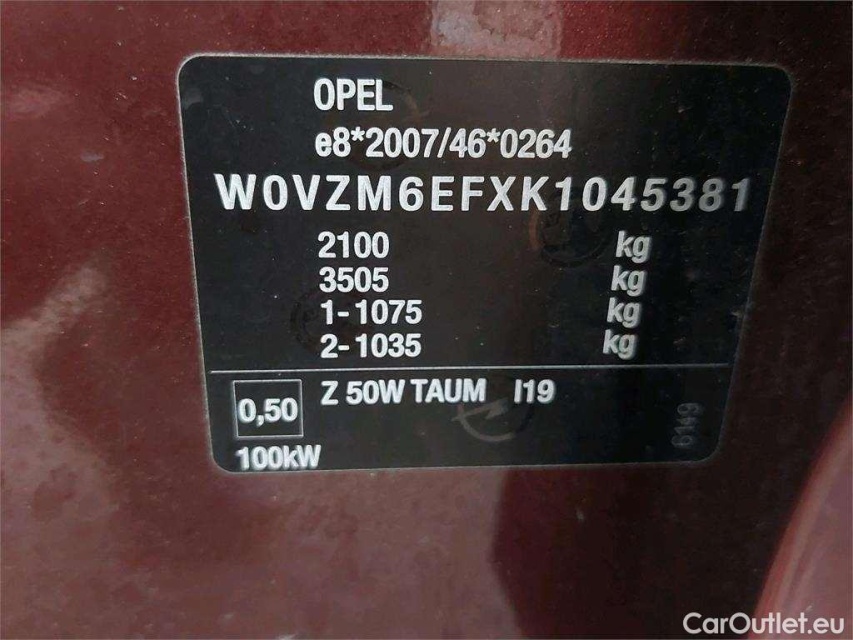 OPEL
e8*2007/46*0264
W0VZM6EFXK1045381
2100 kg
3505 kg
1-1075 kg
2-1035 kg
0,50 Z 50W TAUM I19
100kW
6149
CarOutlet.eu